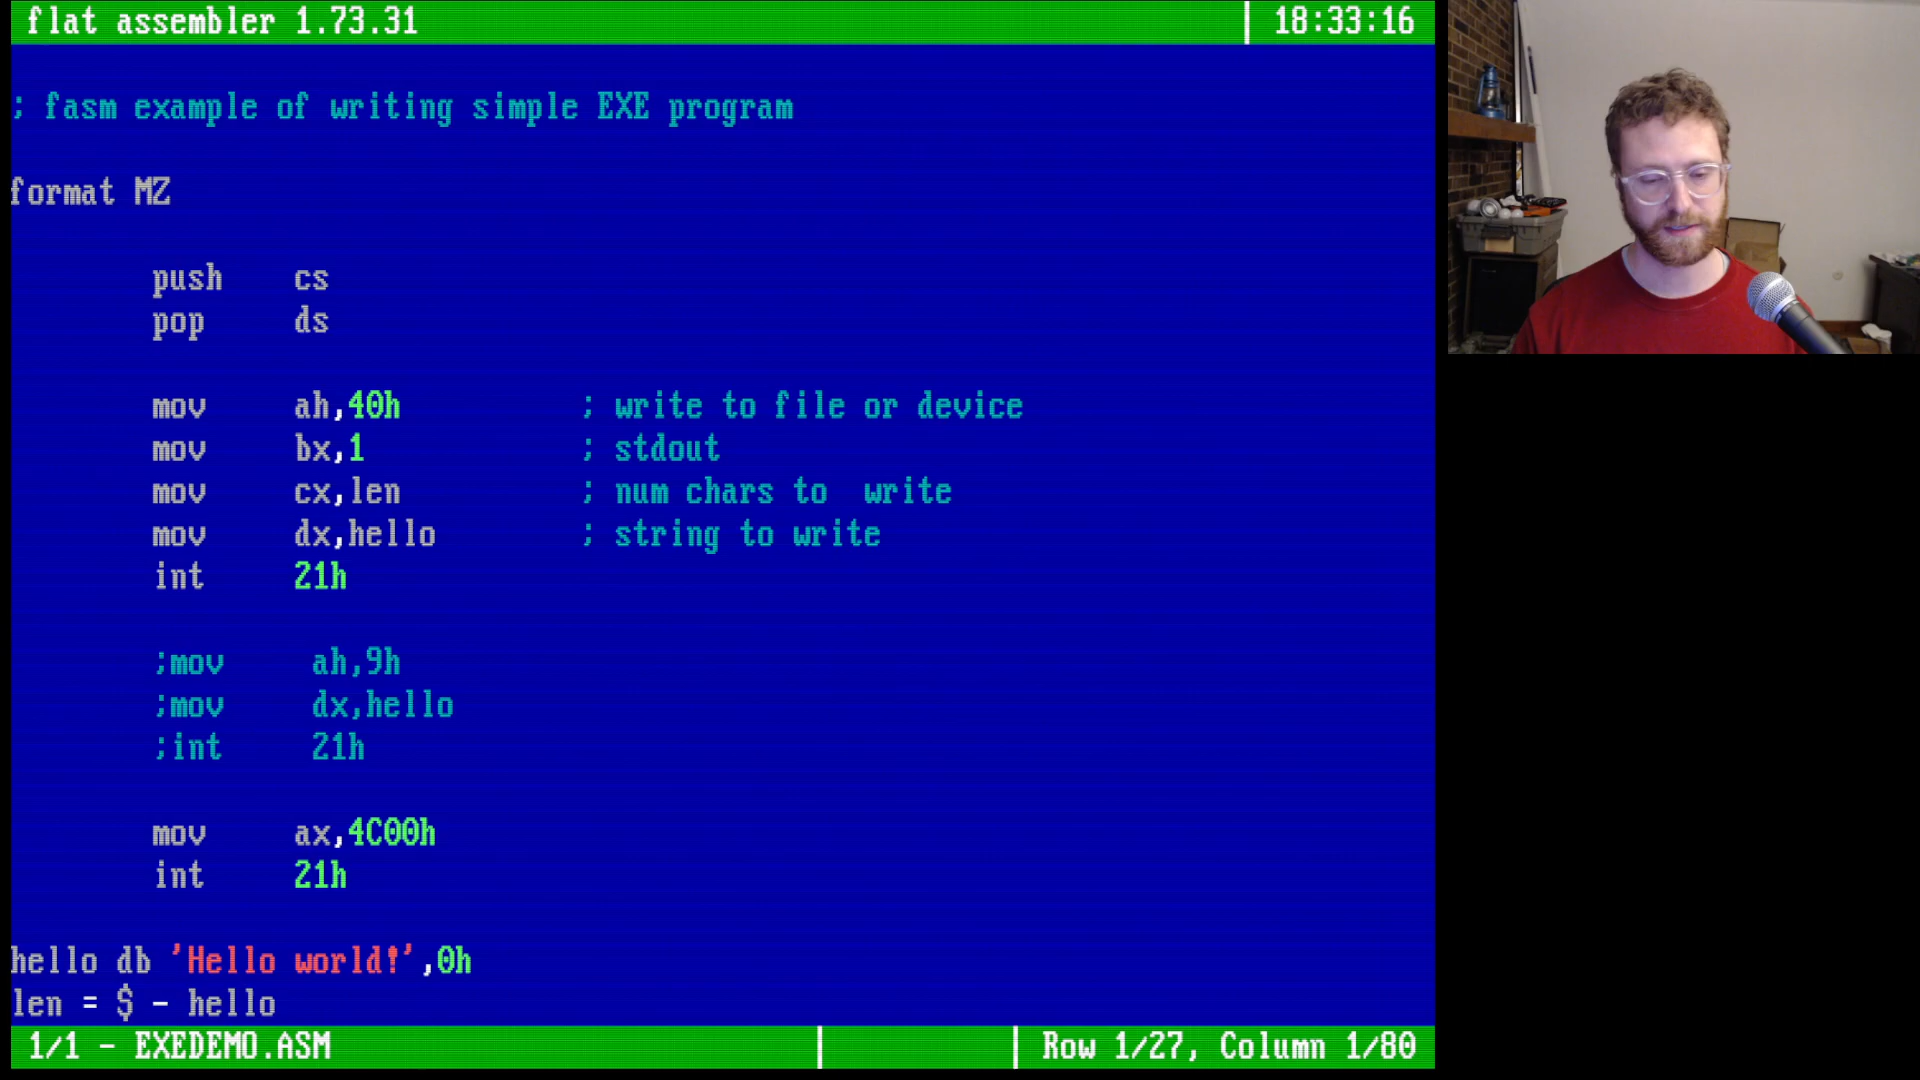 flat assembler 1.73.31 18:33:16
; fasm example of writing simple EXE program
format MZ
push cs
pop ds
mov ah,40h ; write to file or device
mov bx,1 ; stdout
mov cx,len ; num chars to  write
mov dx,hello ; string to write
int 21h
;mov ah,9h
;mov dx,hello
;int 21h
mov ax,4C00h
int 21h
hello db 'Hello world!',0h
len = $ - hello
1/1 - EXEDEMO.ASM Row 1/27, Column 1/80